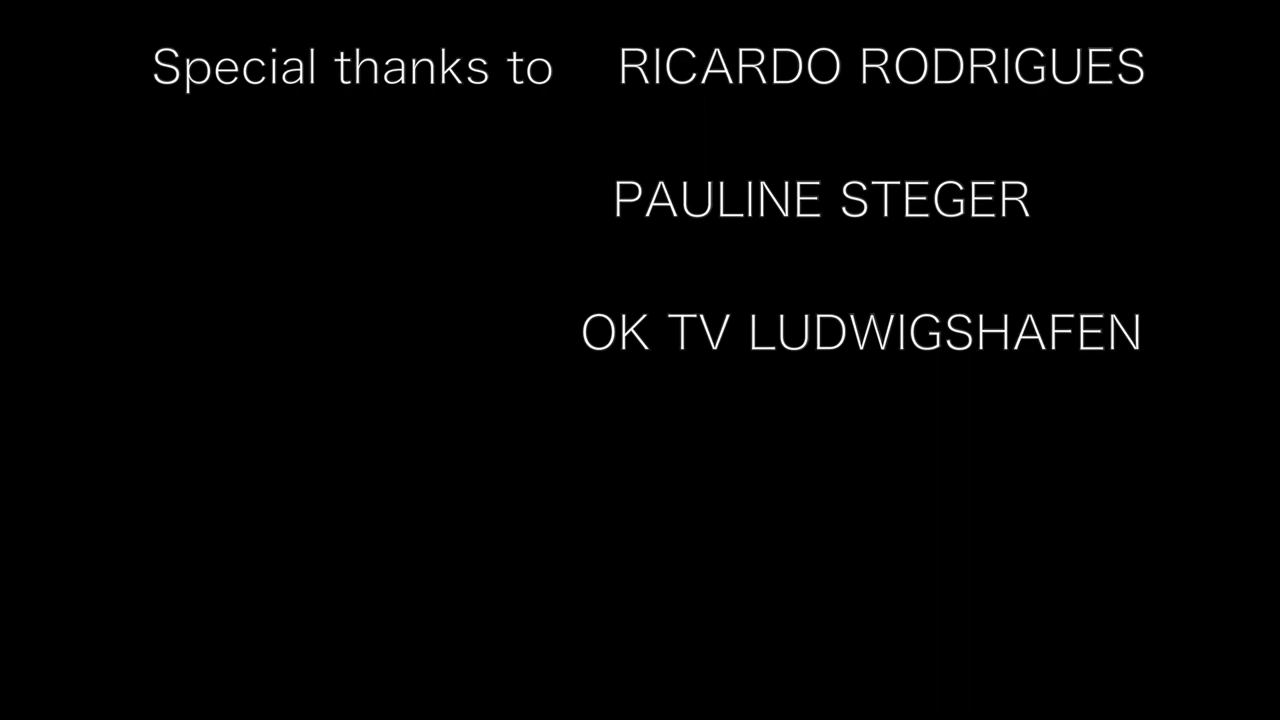 Special thanks to RICARDO RODRIGUES
PAULINE STEGER
OK TV LUDWIGSHAFEN